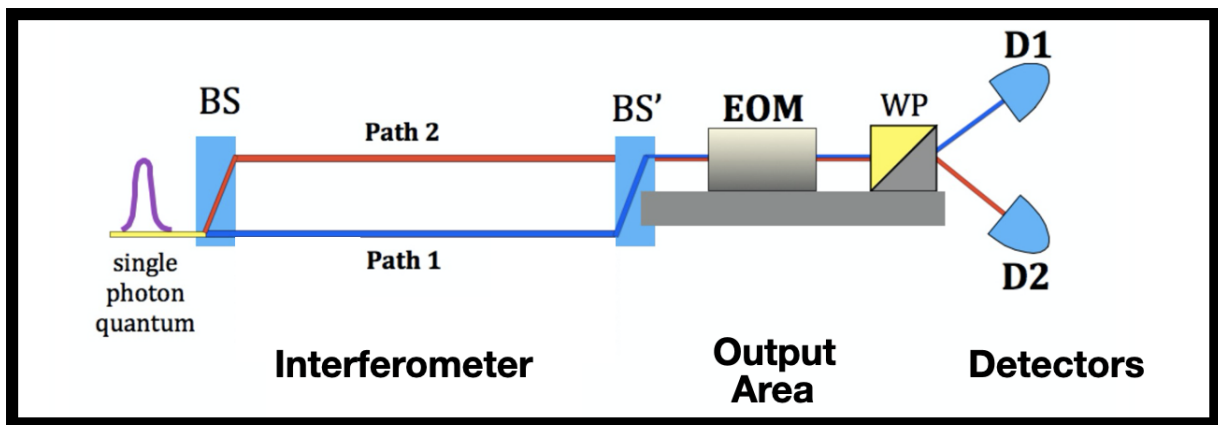 D1
BS
BS’
EOM
WP
Path 2
Path 1
single
photon
quantum
D2
Interferometer
Output
Area
Detectors